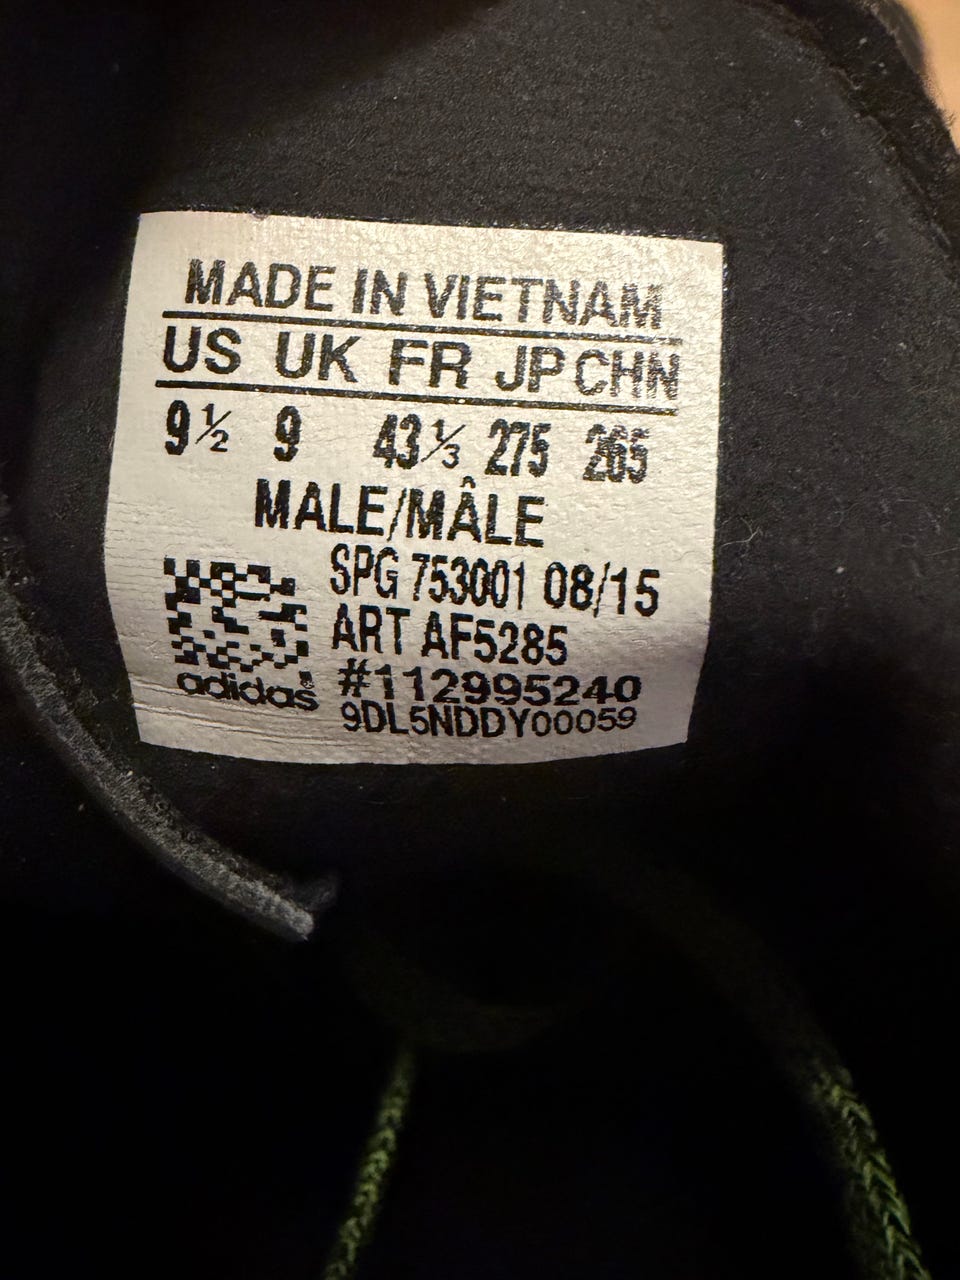 MADE IN VIETNAM
US UK FR JP CHN
9½ 9 43⅓ 275 265
MALE/MÂLE
SPG 753001 08/15
ART AF5285
#112995240
9DL5NDDY00059
adidas